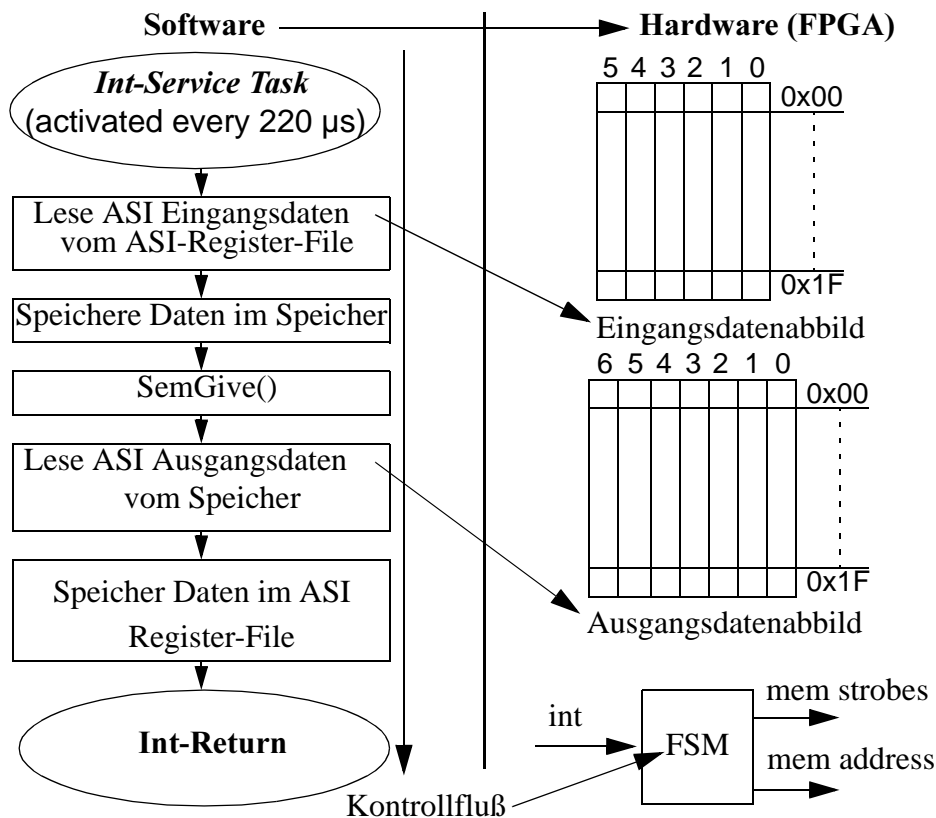 Software
Hardware (FPGA)
Int-Service Task
(activated every 220 µs)
Lese ASI Eingangsdaten
vom ASI-Register-File
Speichere Daten im Speicher
SemGive()
Lese ASI Ausgangsdaten
vom Speicher
Speicher Daten im ASI
Register-File
Int-Return
Kontrollfluß
5 4 3 2 1 0
0x00
0x1F
Eingangsdatenabbild
6 5 4 3 2 1 0
0x00
0x1F
Ausgangsdatenabbild
int
FSM
mem strobes
mem address